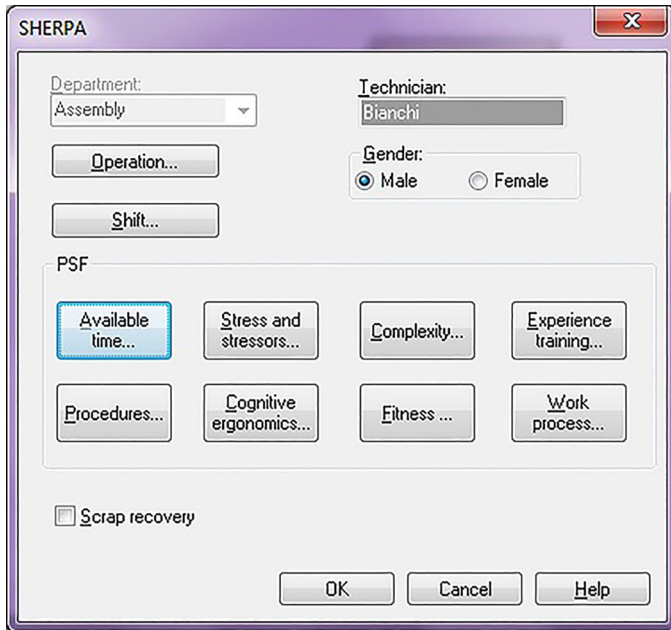 SHERPA
Department:
Technician:
Assembly
Bianchi
Operation...
Gender:
Male
Female
Shift...
PSF
Available
time...
Stress and
stressors...
Complexity...
Experience
training...
Procedures...
Cognitive
ergonomics...
Fitness ...
Work
process...
Scrap recovery
OK
Cancel
Help